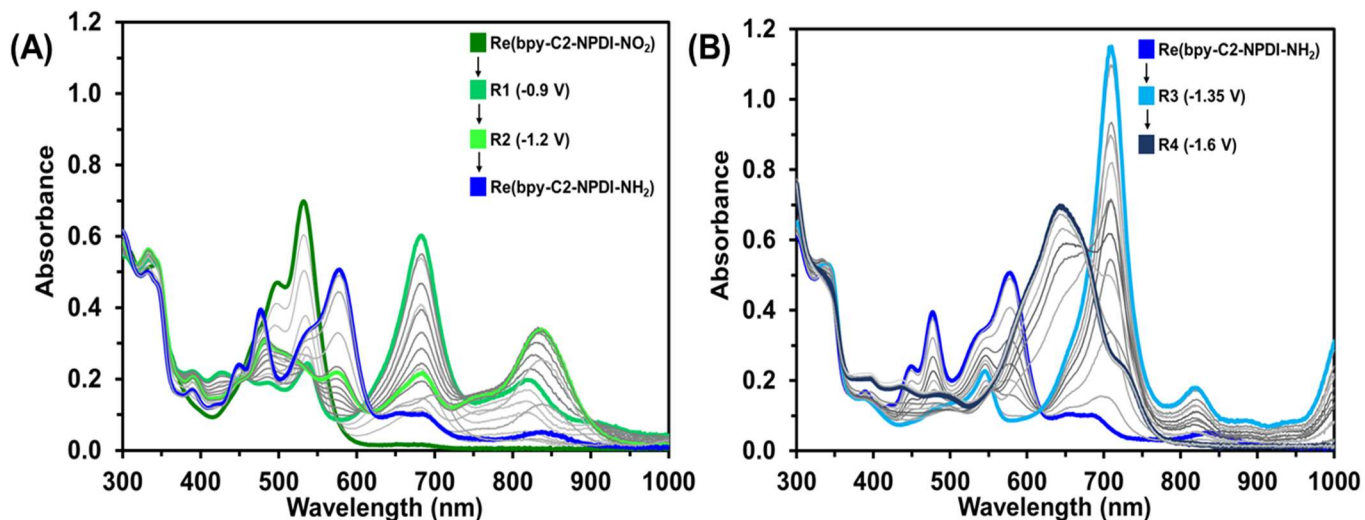 (A)
Absorbance
1.2
1.0
0.8
0.6
0.4
0.2
0.0
300 400 500 600 700 800 900 1000
Wavelength (nm)
Re(bpy-C2-NPDI-NO₂)
R1 (-0.9 V)
R2 (-1.2 V)
Re(bpy-C2-NPDI-NH₂)
(B)
Absorbance
1.2
1.0
0.8
0.6
0.4
0.2
0.0
300 400 500 600 700 800 900 1000
Wavelength (nm)
Re(bpy-C2-NPDI-NH₂)
R3 (-1.35 V)
R4 (-1.6 V)